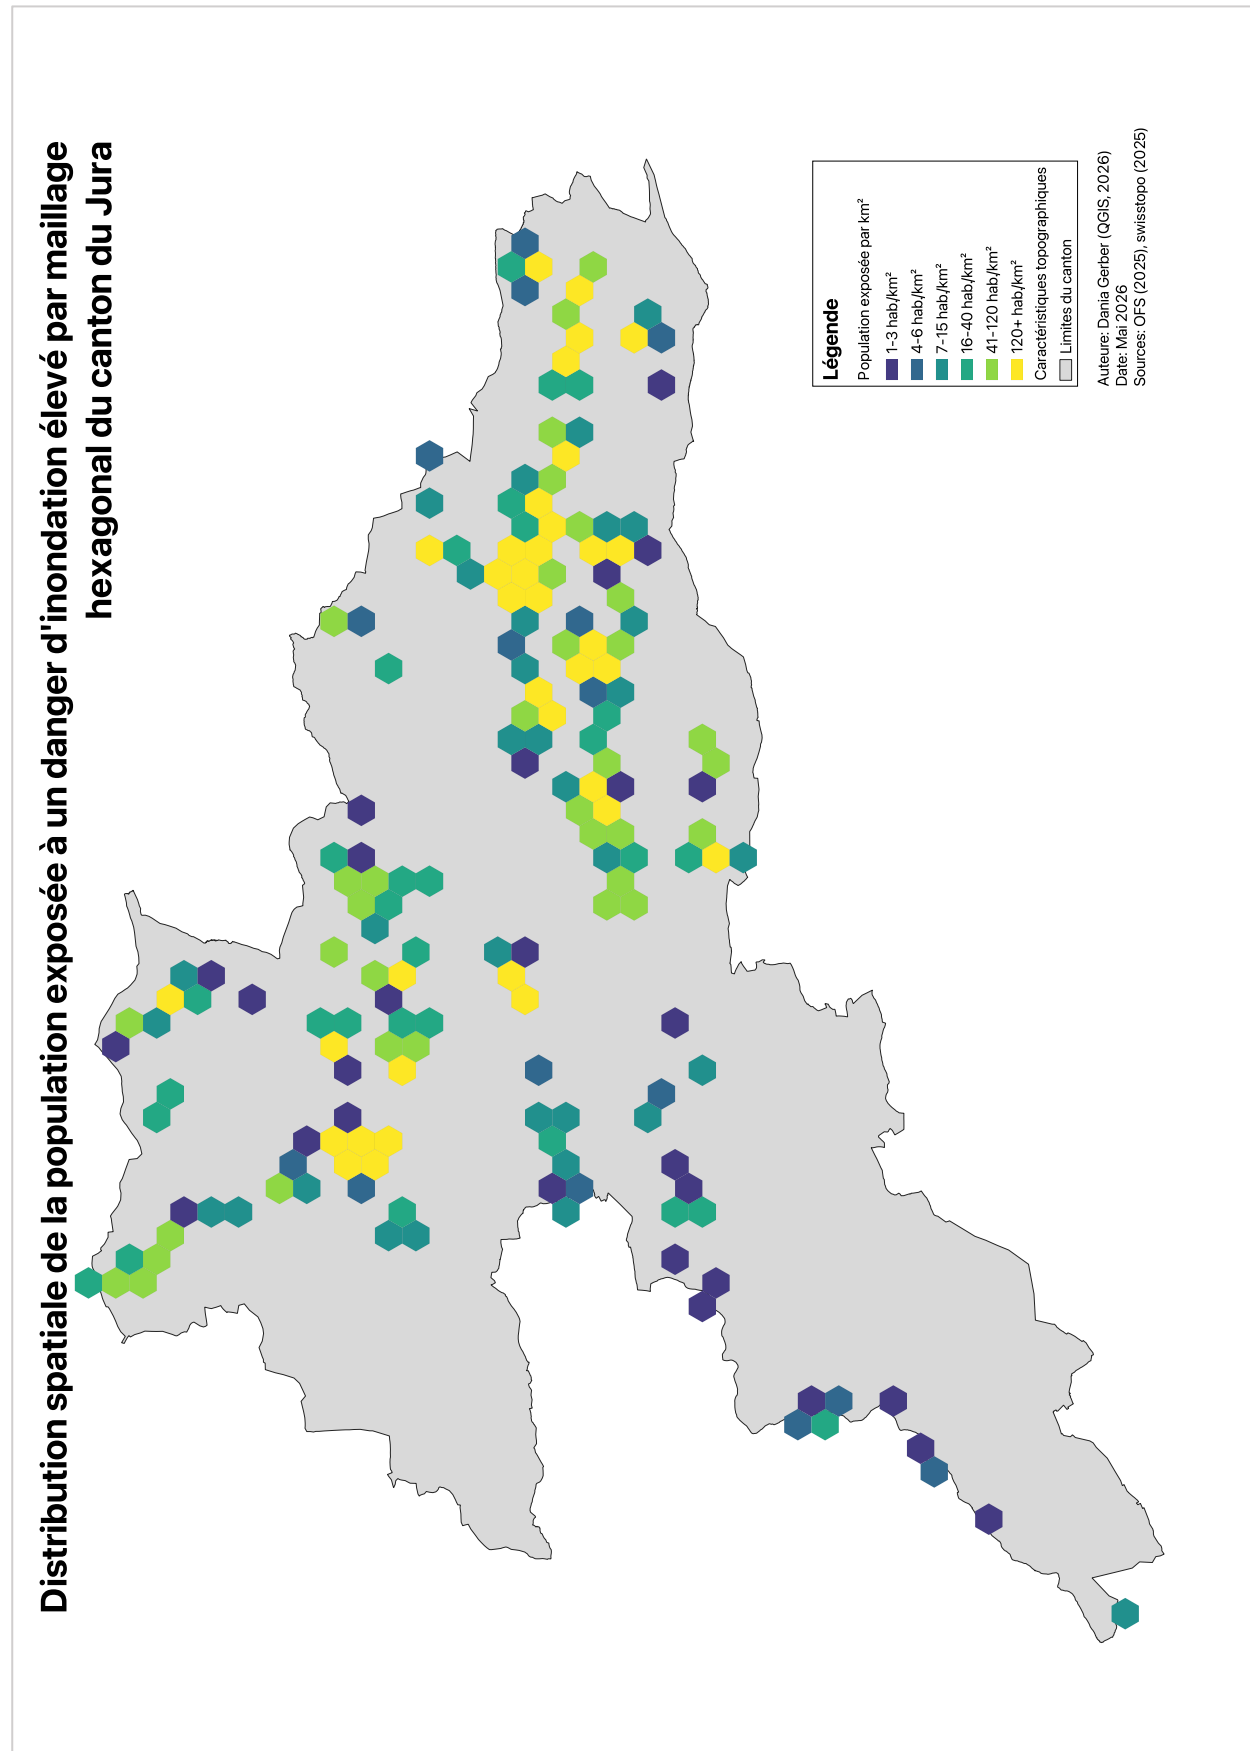 Distribution spatiale de la population exposée à un danger d'inondation élevé par maillage
hexagonal du canton du Jura
Légende
Population exposée par km²
1-3 hab/km²
4-6 hab/km²
7-15 hab/km²
16-40 hab/km²
41-120 hab/km²
120+ hab/km²
Caractéristiques topographiques
Limites du canton
Auteure: Dania Gerber (QGIS, 2026)
Date: Mai 2026
Sources: OFS (2025), swisstopo (2025)